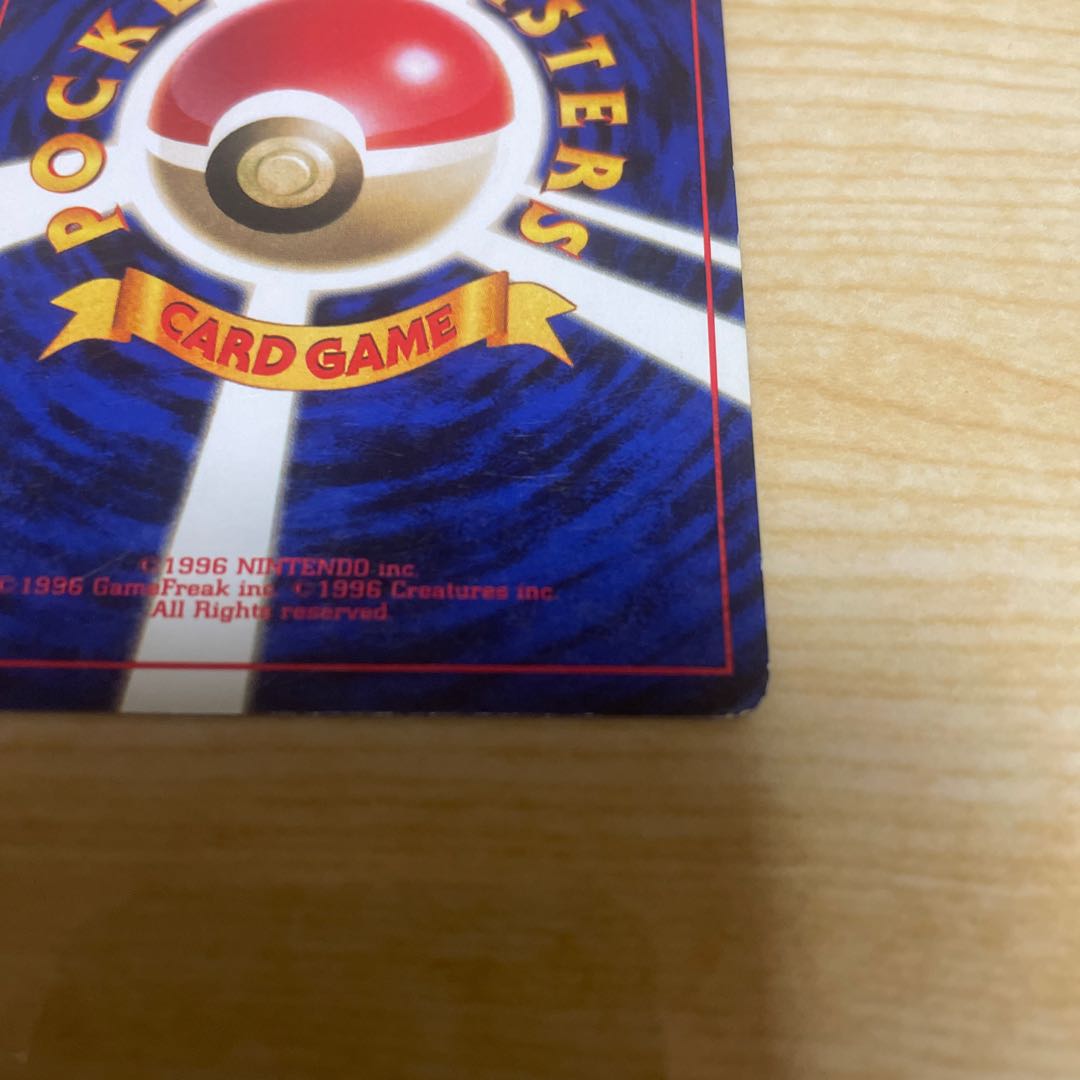 POCKE
STERS
CARD GAME
©1996 NINTENDO inc.
©1996 GameFreak inc. ©1996 Creatures inc.
All Rights reserved.